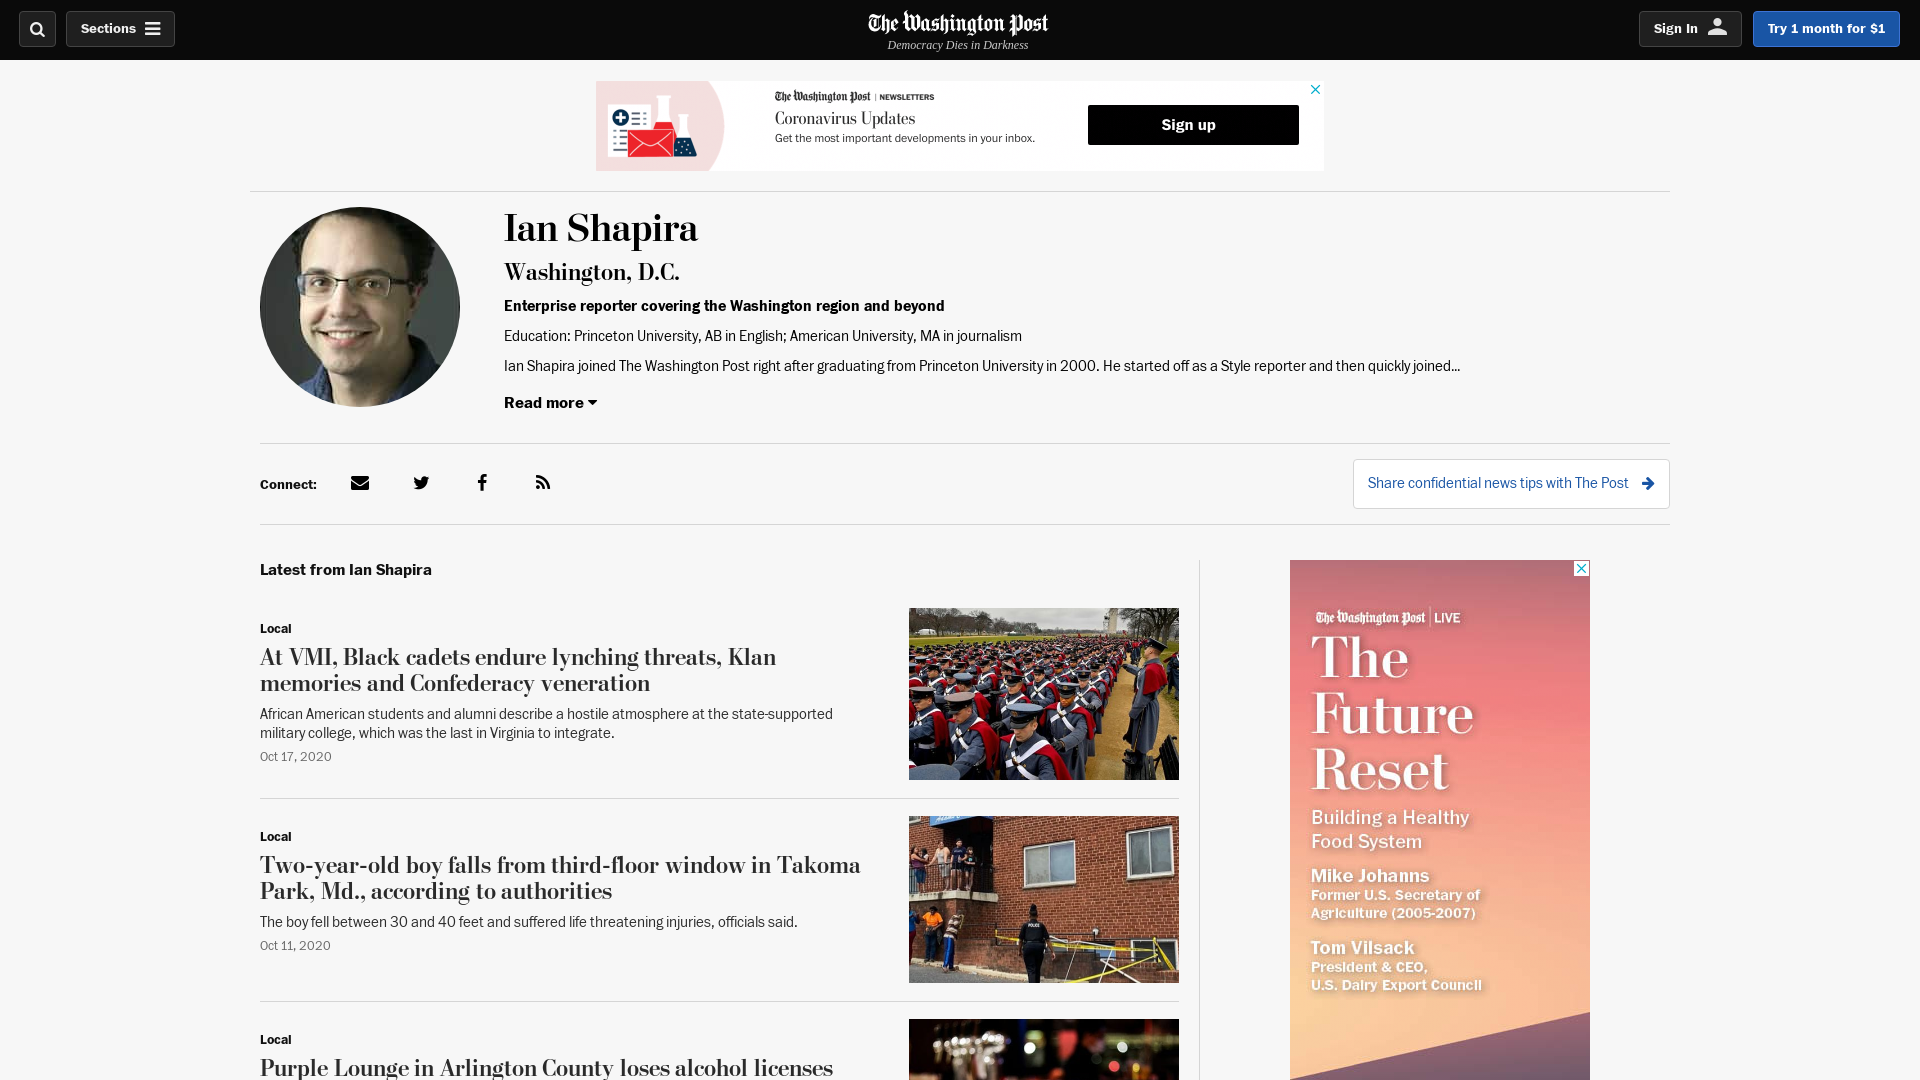 Sections
The Washington Post
Democracy Dies in Darkness
Sign In
Try 1 month for $1
The Washington Post | NEWSLETTERS
Coronavirus Updates
Get the most important developments in your inbox.
Sign up
Ian Shapira
Washington, D.C.
Enterprise reporter covering the Washington region and beyond
Education: Princeton University, AB in English; American University, MA in journalism
Ian Shapira joined The Washington Post right after graduating from Princeton University in 2000. He started off as a Style reporter and then quickly joined...
Read more
Connect:
Share confidential news tips with The Post
Latest from Ian Shapira
Local
At VMI, Black cadets endure lynching threats, Klan
memories and Confederacy veneration
African American students and alumni describe a hostile atmosphere at the state-supported
military college, which was the last in Virginia to integrate.
Oct 17, 2020
Local
Two-year-old boy falls from third-floor window in Takoma
Park, Md., according to authorities
The boy fell between 30 and 40 feet and suffered life threatening injuries, officials said.
Oct 11, 2020
POLICE
Local
Purple Lounge in Arlington County loses alcohol licenses
The Washington Post | LIVE
The
Future
Reset
Building a Healthy
Food System
Mike Johanns
Former U.S. Secretary of
Agriculture (2005-2007)
Tom Vilsack
President & CEO,
U.S. Dairy Export Council